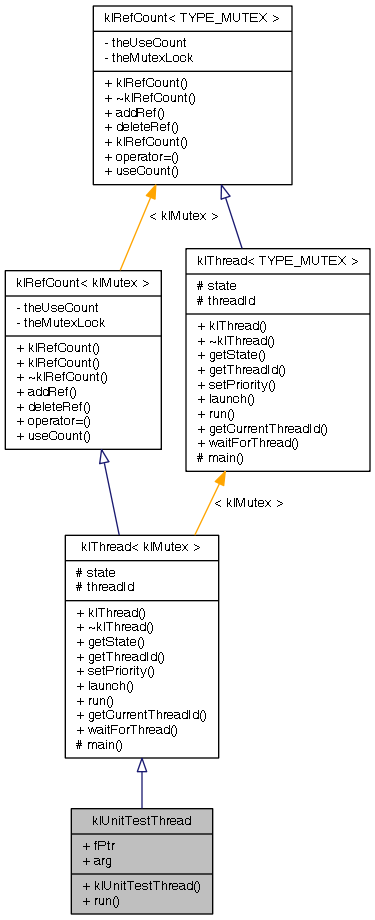 klRefCount< TYPE_MUTEX >
- theUseCount
- theMutexLock
+ klRefCount()
+ ~klRefCount()
+ addRef()
+ deleteRef()
+ klRefCount()
+ operator=()
+ useCount()
< klMutex >
klRefCount< klMutex >
- theUseCount
- theMutexLock
+ klRefCount()
+ klRefCount()
+ ~klRefCount()
+ addRef()
+ deleteRef()
+ operator=()
+ useCount()
klThread< TYPE_MUTEX >
# state
# threadId
+ klThread()
+ ~klThread()
+ getState()
+ getThreadId()
+ setPriority()
+ launch()
+ run()
+ getCurrentThreadId()
+ waitForThread()
# main()
< klMutex >
klThread< klMutex >
# state
# threadId
+ klThread()
+ ~klThread()
+ getState()
+ getThreadId()
+ setPriority()
+ launch()
+ run()
+ getCurrentThreadId()
+ waitForThread()
# main()
klUnitTestThread
+ fPtr
+ arg
+ klUnitTestThread()
+ run()